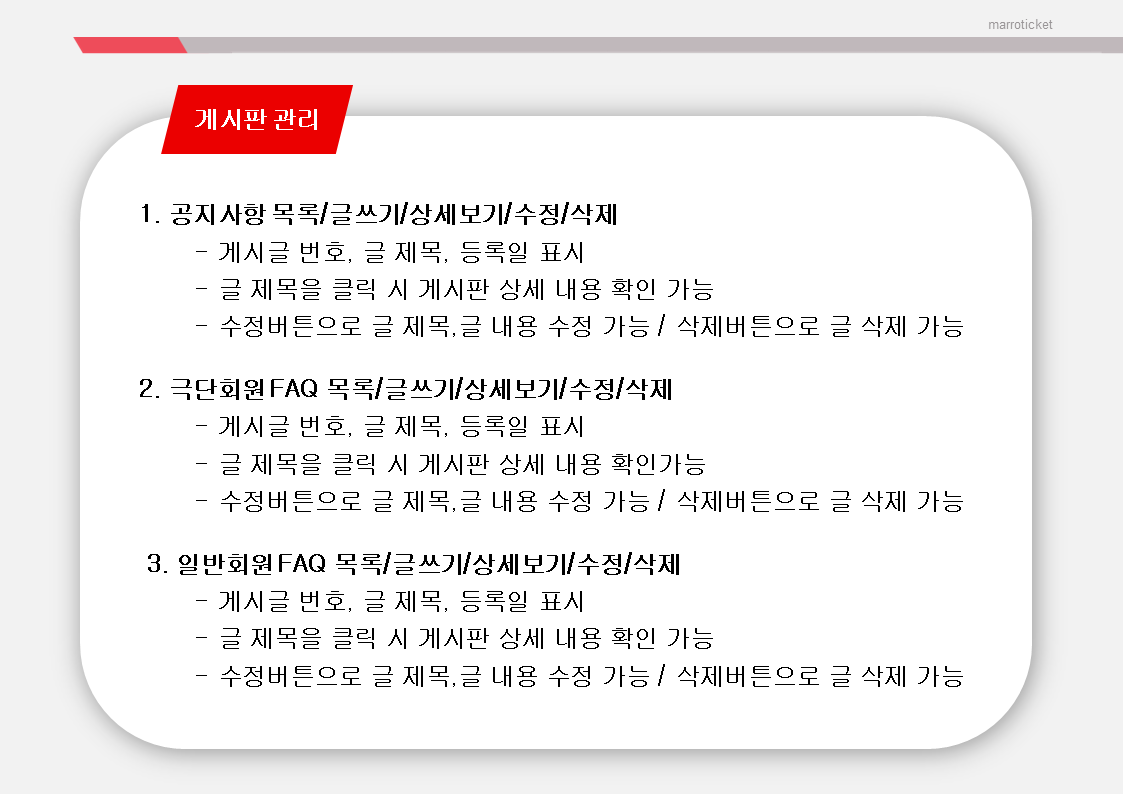 marroticket
게시판 관리
1. 공지사항 목록/글쓰기/상세보기/수정/삭제
- 게시글 번호, 글 제목, 등록일 표시
- 글 제목을 클릭 시 게시판 상세 내용 확인 가능
- 수정버튼으로 글 제목,글 내용 수정 가능 / 삭제버튼으로 글 삭제 가능
2. 극단회원 FAQ 목록/글쓰기/상세보기/수정/삭제
- 게시글 번호, 글 제목, 등록일 표시
- 글 제목을 클릭 시 게시판 상세 내용 확인가능
- 수정버튼으로 글 제목,글 내용 수정 가능 / 삭제버튼으로 글 삭제 가능
3. 일반회원 FAQ 목록/글쓰기/상세보기/수정/삭제
- 게시글 번호, 글 제목, 등록일 표시
- 글 제목을 클릭 시 게시판 상세 내용 확인 가능
- 수정버튼으로 글 제목,글 내용 수정 가능 / 삭제버튼으로 글 삭제 가능